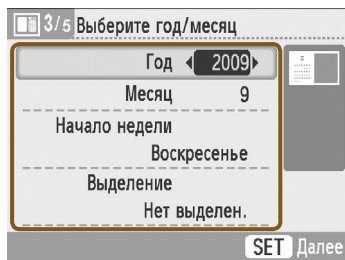 3/5 Выберите год/месяц
Год 2009
Месяц 9
Начало недели
Воскресенье
Выделение
Нет выделен.
SET Далее